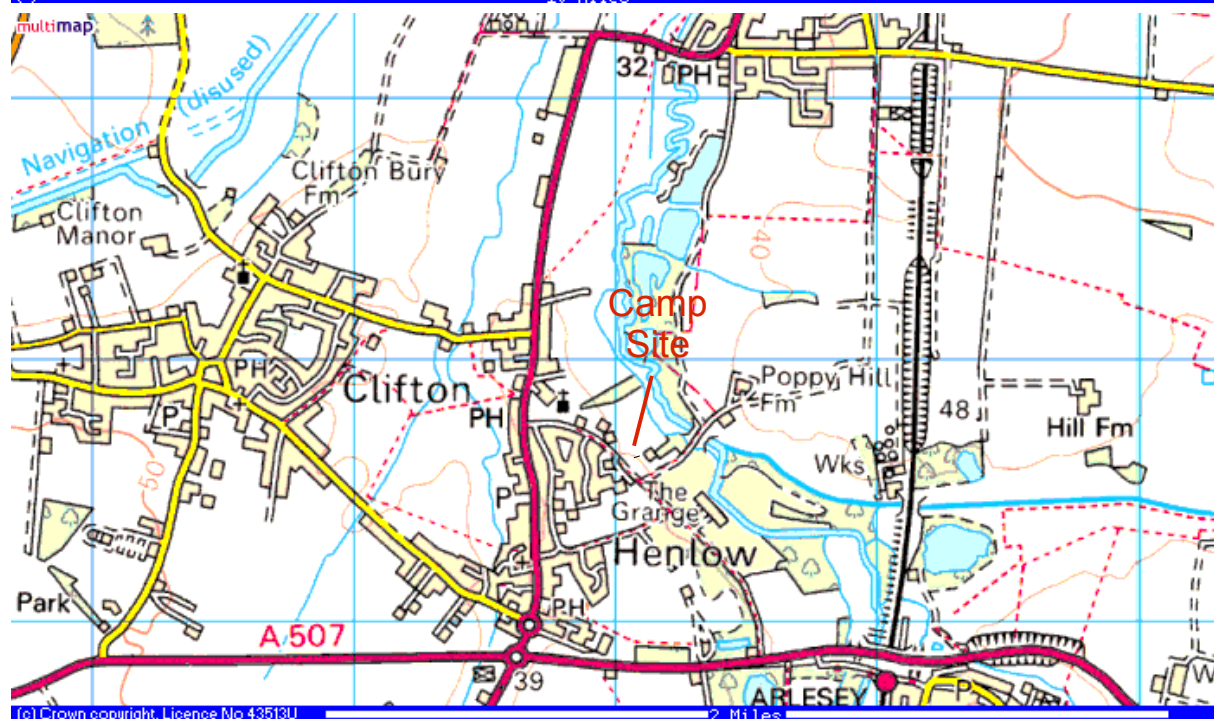 multimap
32
PH
Navigation (disused)
Clifton Bury
Fm
Clifton
Manor
40
Camp
Site
PH
Clifton
Poppy Hill
Fm
48
Hill Fm
PH
P
Wks
50
P
The
Grange
Henlow
Park
PH
A 507
39
ARLESEY
P
W
(c) Crown copyright, Licence No 43513U
2 Miles